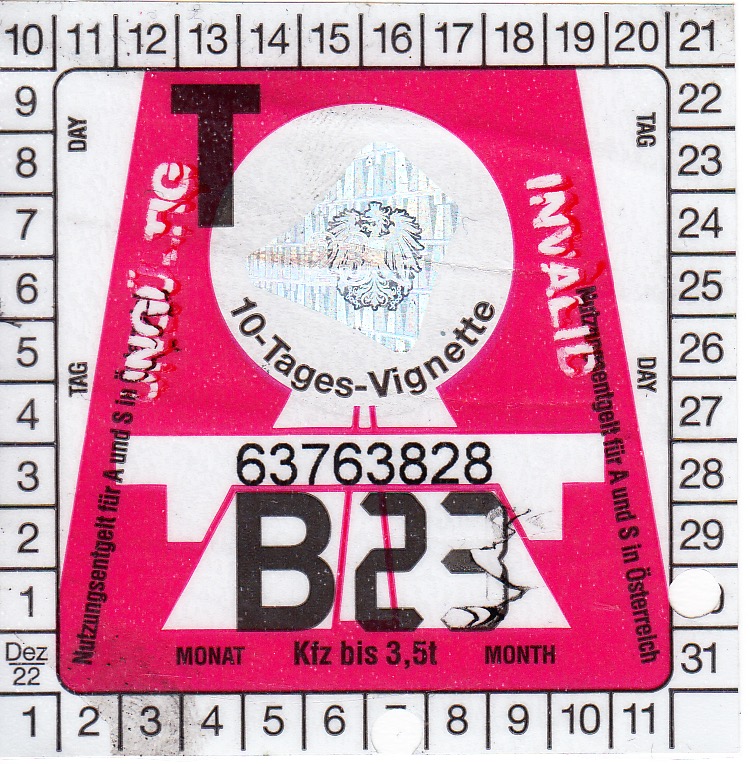 10 11 12 13 14 15 16 17 18 19 20 21
9
8
7
6
5
4
3
2
1
Dez
22
DAY
TAG
T
TAG
DAY
INVALID
10-Tages-Vignette
Nutzungsentgelt für A und S in
Nutzungsentgelt für A und S in Österreich
63763828
B23
MONAT Kfz bis 3,5t MONTH
22
23
24
25
26
27
28
29
31
1 2 3 4 5 6 8 9 10 11